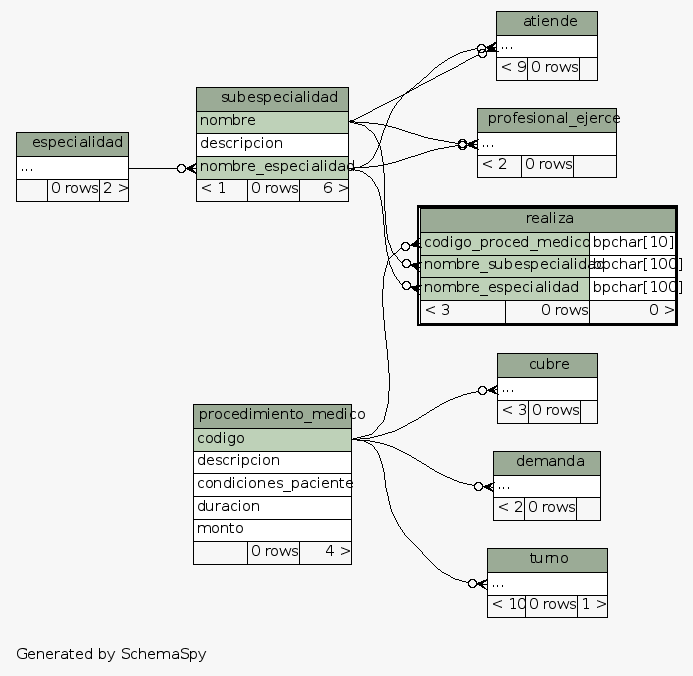 atiende
...
< 9 0 rows
subespecialidad
nombre
descripcion
nombre_especialidad
< 1 0 rows 6 >
especialidad
...
0 rows 2 >
profesional_ejerce
...
< 2 0 rows
realiza
codigo_proced_medico bpchar[10]
nombre_subespecialidad bpchar[100]
nombre_especialidad bpchar[100]
< 3 0 rows 0 >
cubre
...
< 3 0 rows
procedimiento_medico
codigo
descripcion
condiciones_paciente
duracion
monto
0 rows 4 >
demanda
...
< 2 0 rows
turno
...
< 10 0 rows 1 >
Generated by SchemaSpy